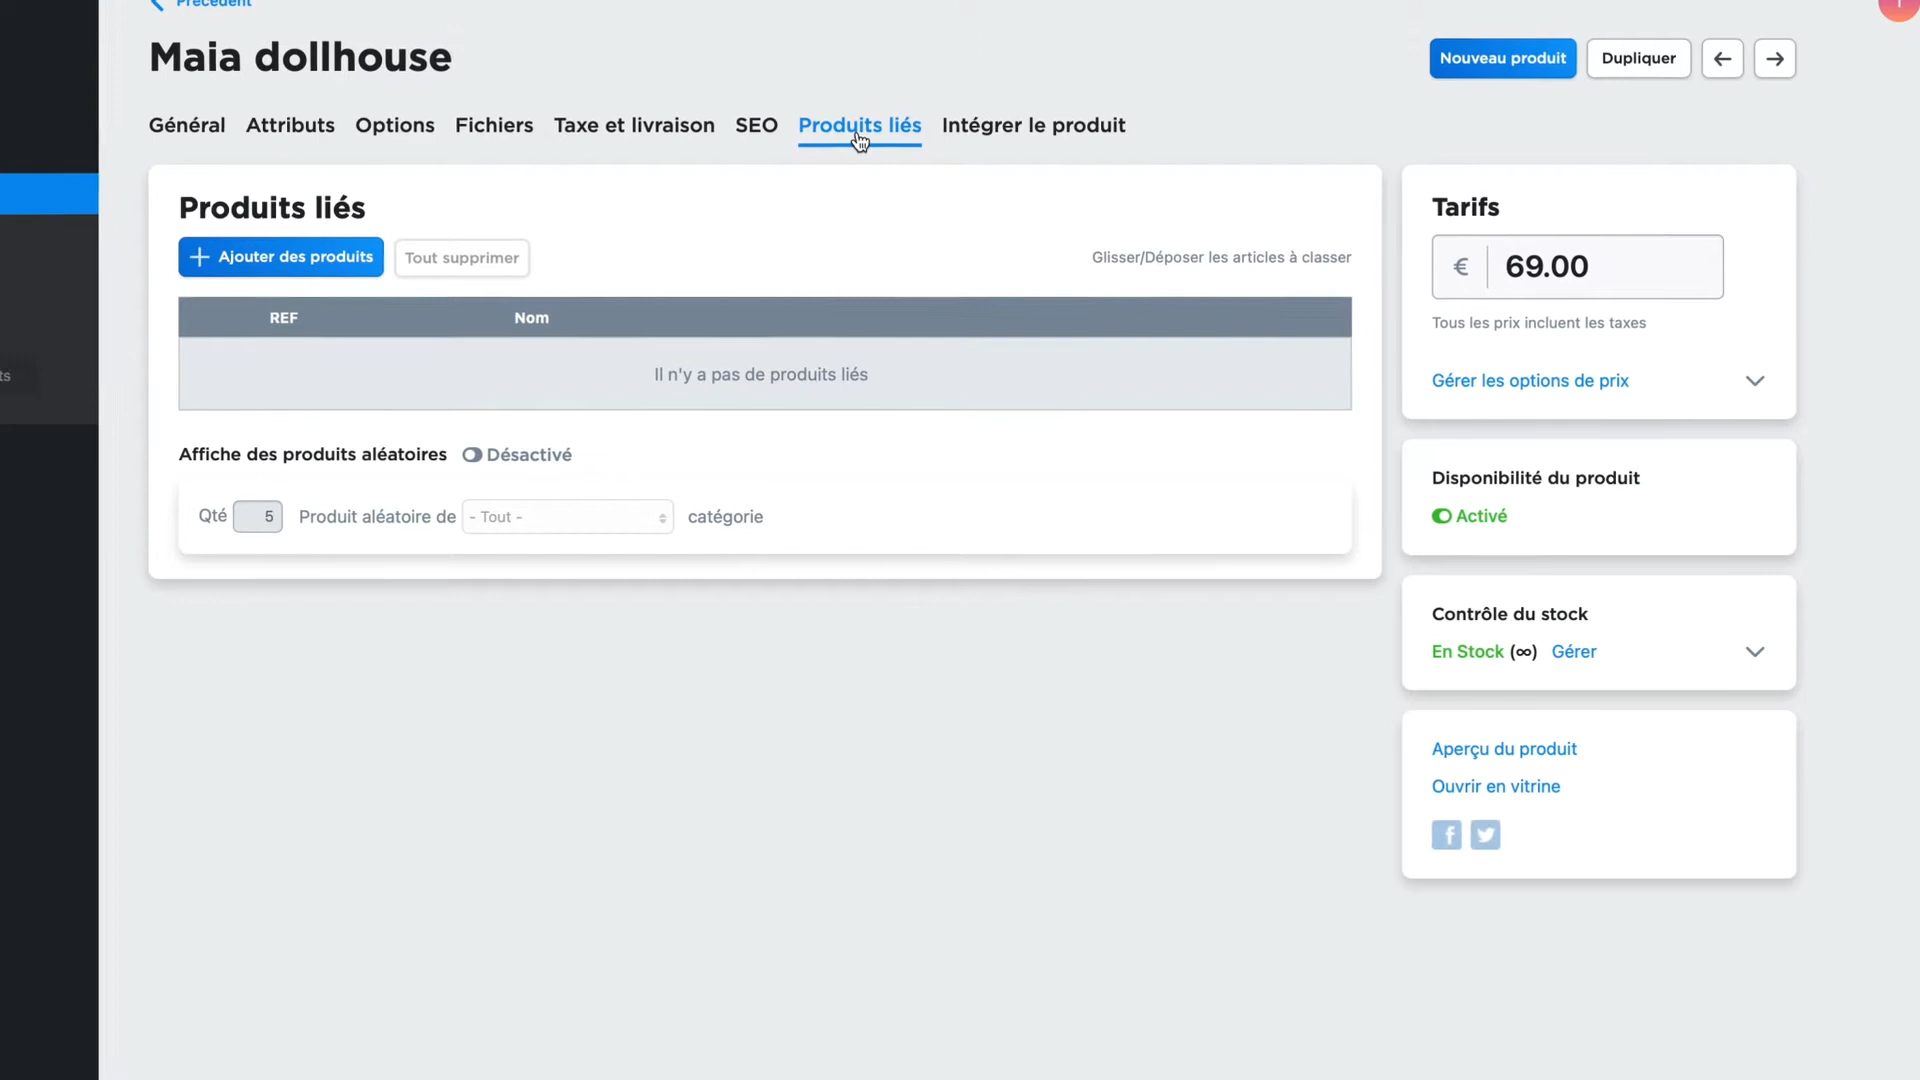 Précédent
Maia dollhouse
Nouveau produit
Dupliquer
Général
Attributs
Options
Fichiers
Taxe et livraison
SEO
Produits liés
Intégrer le produit
Produits liés
Ajouter des produits
Tout supprimer
Glisser/Déposer les articles à classer
REF
Nom
Il n'y a pas de produits liés
Affiche des produits aléatoires
Désactivé
Qté 5 Produit aléatoire de - Tout - catégorie
Tarifs
€ 69.00
Tous les prix incluent les taxes
Gérer les options de prix
Disponibilité du produit
Activé
Contrôle du stock
En Stock (∞) Gérer
Aperçu du produit
Ouvrir en vitrine
ts